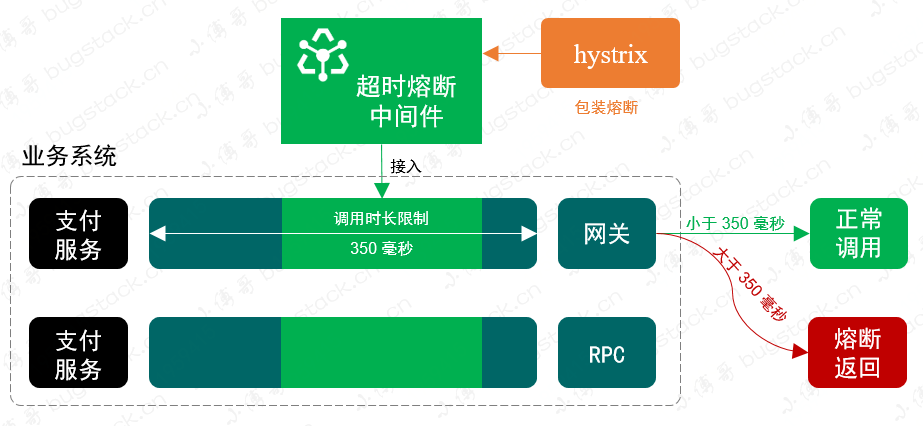 hystrix
超时熔断
中间件
包装熔断
业务系统
接入
支付
服务
调用时长限制
350 毫秒
网关
小于 350 毫秒
正常
调用
大于 350 毫秒
支付
服务
RPC
熔断
返回
小傅哥 bugstack.cn